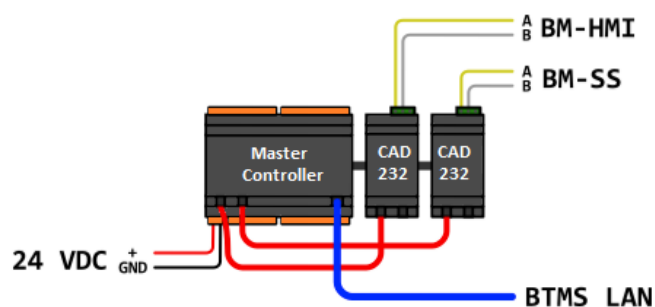 A
B BM-HMI
A
B BM-SS
Master
Controller
CAD
232
CAD
232
24 VDC
+
GND
BTMS LAN